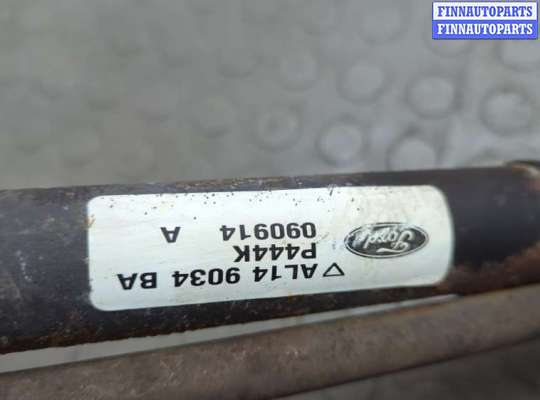 FINNAUTOPARTS
FINNAUTOPARTS
Ford
▽ AL14 9034 BA
P444K
090914 A